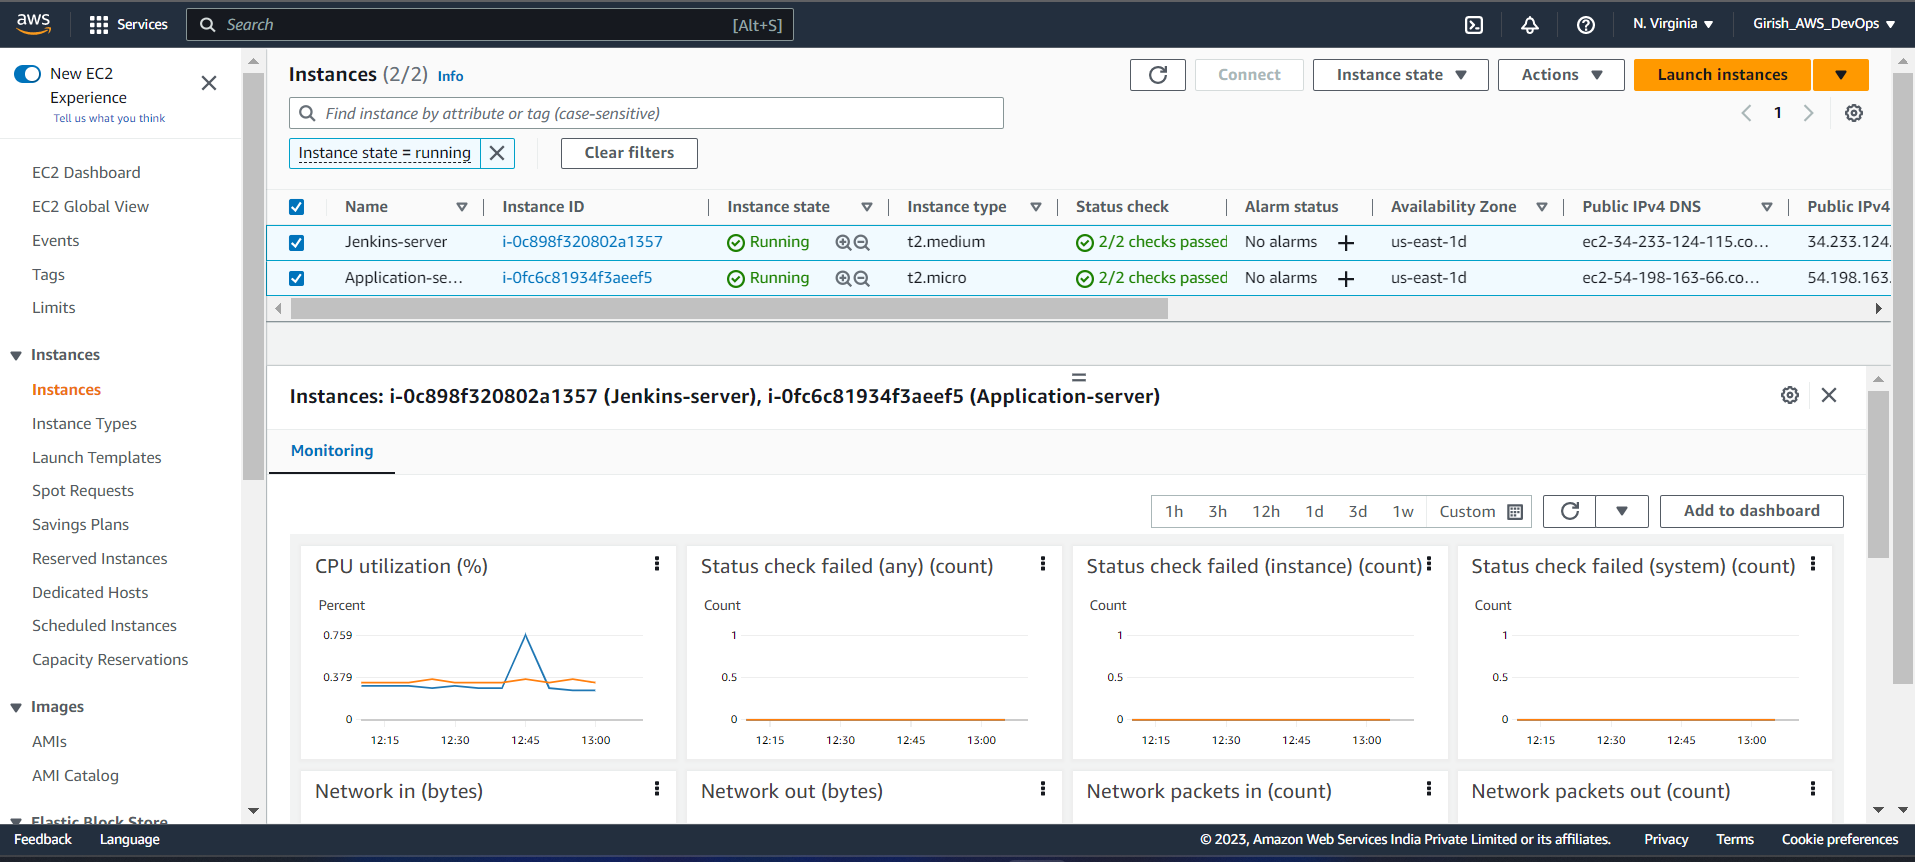 aws
Services
Search
[Alt+S]
N. Virginia
Girish_AWS_DevOps
New EC2
Experience
Tell us what you think
EC2 Dashboard
EC2 Global View
Events
Tags
Limits
Instances
Instances
Instance Types
Launch Templates
Spot Requests
Savings Plans
Reserved Instances
Dedicated Hosts
Scheduled Instances
Capacity Reservations
Images
AMIs
AMI Catalog
Elastic Block Store
Instances (2/2) Info
Connect
Instance state
Actions
Launch instances
Find instance by attribute or tag (case-sensitive)
1
Instance state = running
Clear filters
Name Instance ID Instance state Instance type Status check Alarm status Availability Zone Public IPv4 DNS Public IPv4
Jenkins-server i-0c898f320802a1357 Running t2.medium 2/2 checks passed No alarms + us-east-1d ec2-34-233-124-115.co... 34.233.124.
Application-se... i-0fc6c81934f3aeef5 Running t2.micro 2/2 checks passed No alarms + us-east-1d ec2-54-198-163-66.co... 54.198.163.
Instances: i-0c898f320802a1357 (Jenkins-server), i-0fc6c81934f3aeef5 (Application-server)
Monitoring
1h 3h 12h 1d 3d 1w Custom
Add to dashboard
CPU utilization (%)
Percent
0.759
0.379
0
12:15 12:30 12:45 13:00
Status check failed (any) (count)
Count
1
0.5
0
12:15 12:30 12:45 13:00
Status check failed (instance) (count)
Count
1
0.5
0
12:15 12:30 12:45 13:00
Status check failed (system) (count)
Count
1
0.5
0
12:15 12:30 12:45 13:00
Network in (bytes)
Network out (bytes)
Network packets in (count)
Network packets out (count)
Feedback
Language
© 2023, Amazon Web Services India Private Limited or its affiliates.
Privacy
Terms
Cookie preferences